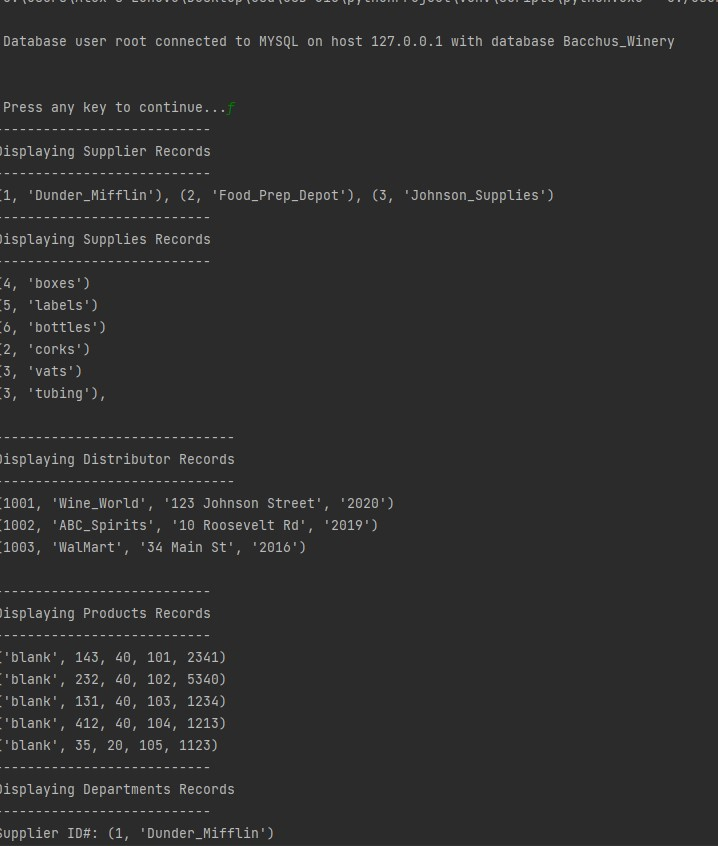 Database user root connected to MYSQL on host 127.0.0.1 with database Bacchus_Winery
Press any key to continue...f
---------------------------
Displaying Supplier Records
---------------------------
(1, 'Dunder_Mifflin'), (2, 'Food_Prep_Depot'), (3, 'Johnson_Supplies')
---------------------------
Displaying Supplies Records
---------------------------
(4, 'boxes')
(5, 'labels')
(6, 'bottles')
(2, 'corks')
(3, 'vats')
(3, 'tubing'),
------------------------------
Displaying Distributor Records
------------------------------
(1001, 'Wine_World', '123 Johnson Street', '2020')
(1002, 'ABC_Spirits', '10 Roosevelt Rd', '2019')
(1003, 'WalMart', '34 Main St', '2016')
---------------------------
Displaying Products Records
---------------------------
('blank', 143, 40, 101, 2341)
('blank', 232, 40, 102, 5340)
('blank', 131, 40, 103, 1234)
('blank', 412, 40, 104, 1213)
('blank', 35, 20, 105, 1123)
---------------------------
Displaying Departments Records
---------------------------
Supplier ID#: (1, 'Dunder_Mifflin')